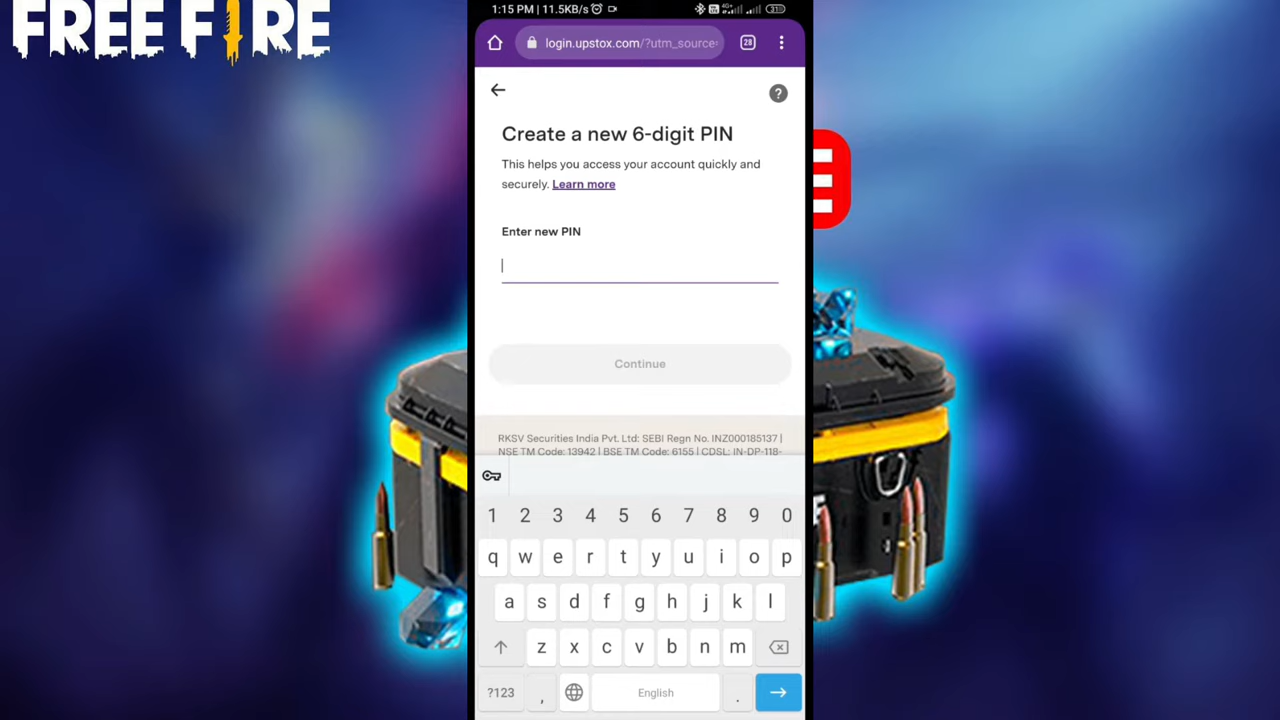 FREE FIRE
1:15 PM | 11.5KB/s
4G+
31
login.upstox.com/?utm_source=
28
?
Create a new 6-digit PIN
This helps you access your account quickly and
securely. Learn more
Enter new PIN
Continue
RKSV Securities India Pvt. Ltd: SEBI Regn No. INZ000185137 |
NSE TM Code: 13942 | BSE TM Code: 6155 | CDSL: IN-DP-118-
1 2 3 4 5 6 7 8 9 0
q w e r t y u i o p
a s d f g h j k l
z x c v b n m
?123 , English .
E